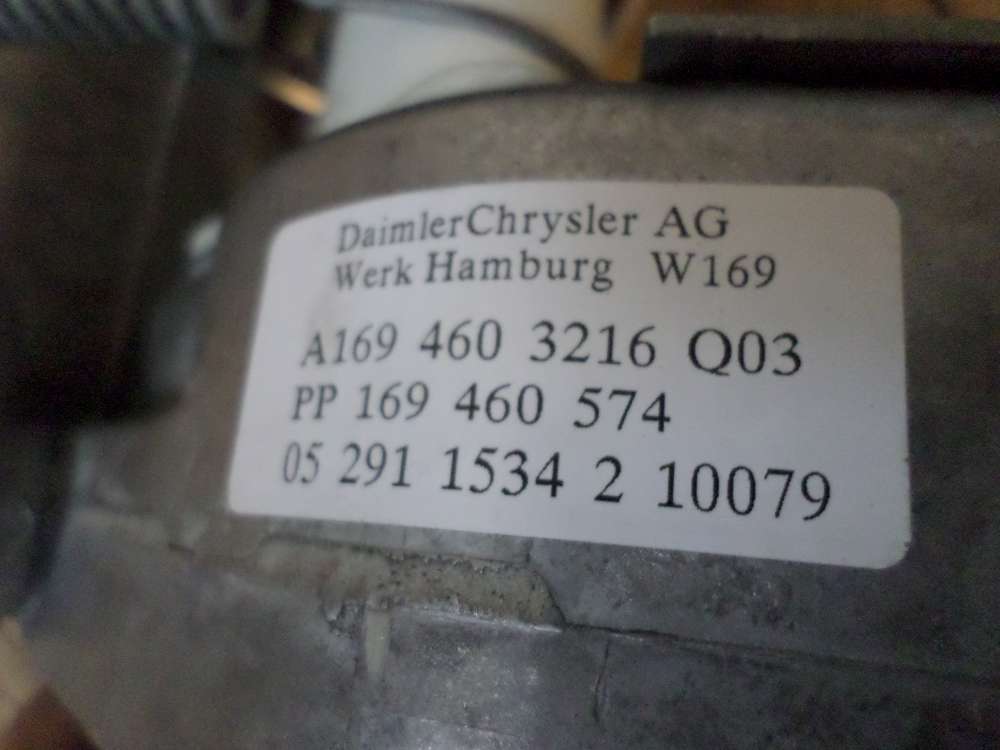 DaimlerChrysler AG
Werk Hamburg W169
A169 460 3216 Q03
PP 169 460 574
05 291 1534 2 10079